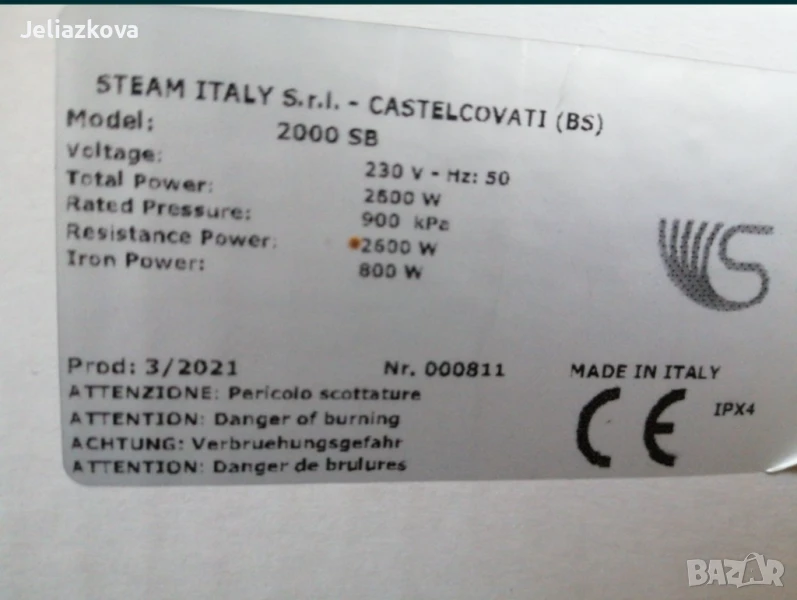 Jeliazkova
STEAM ITALY S.r.l. - CASTELCOVATI (BS)
Model: 2000 SB
Voltage: 230 V - Hz: 50
Total Power: 2600 W
Rated Pressure: 900 kPa
Resistance Power: 2600 W
Iron Power: 800 W
Prod: 3/2021 Nr. 000811 MADE IN ITALY
ATTENZIONE: Pericolo scottature
ATTENTION: Danger of burning
ACHTUNG: Verbruehungsgefahr
ATTENTION: Danger de brulures
CE IPX4
BAZAR